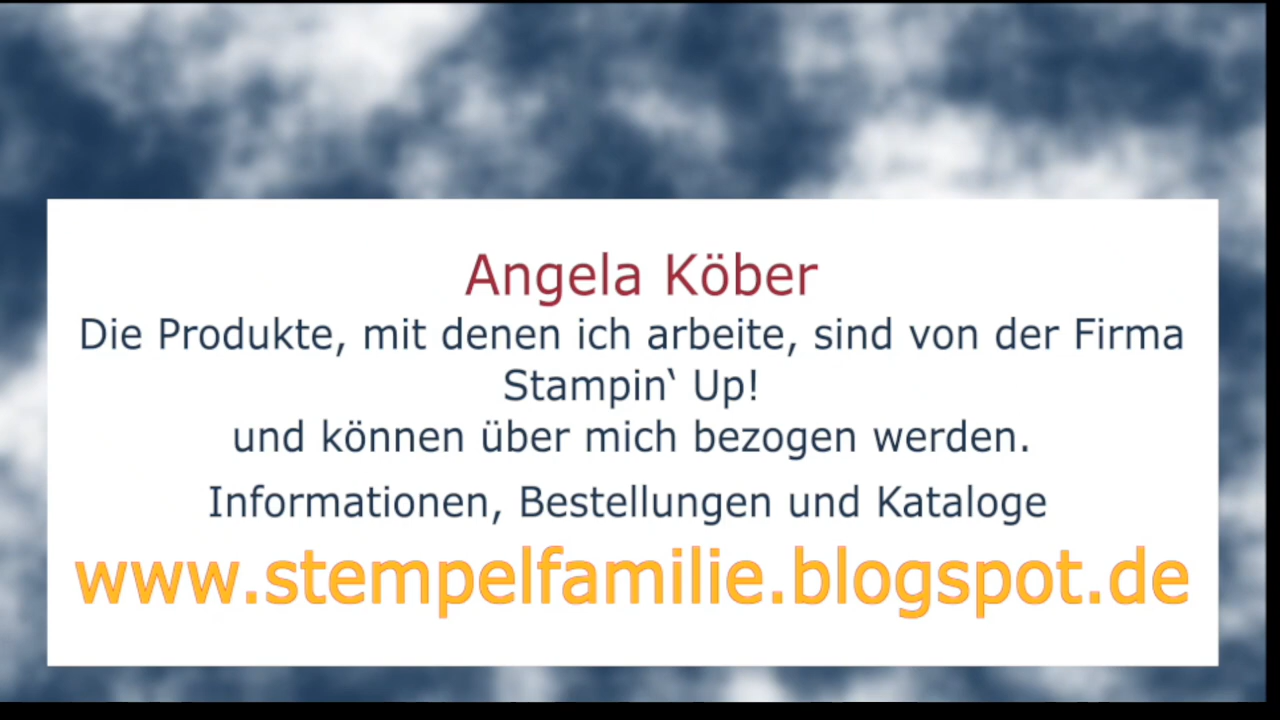 Angela Köber
Die Produkte, mit denen ich arbeite, sind von der Firma
Stampin‘ Up!
und können über mich bezogen werden.
Informationen, Bestellungen und Kataloge
www.stempelfamilie.blogspot.de